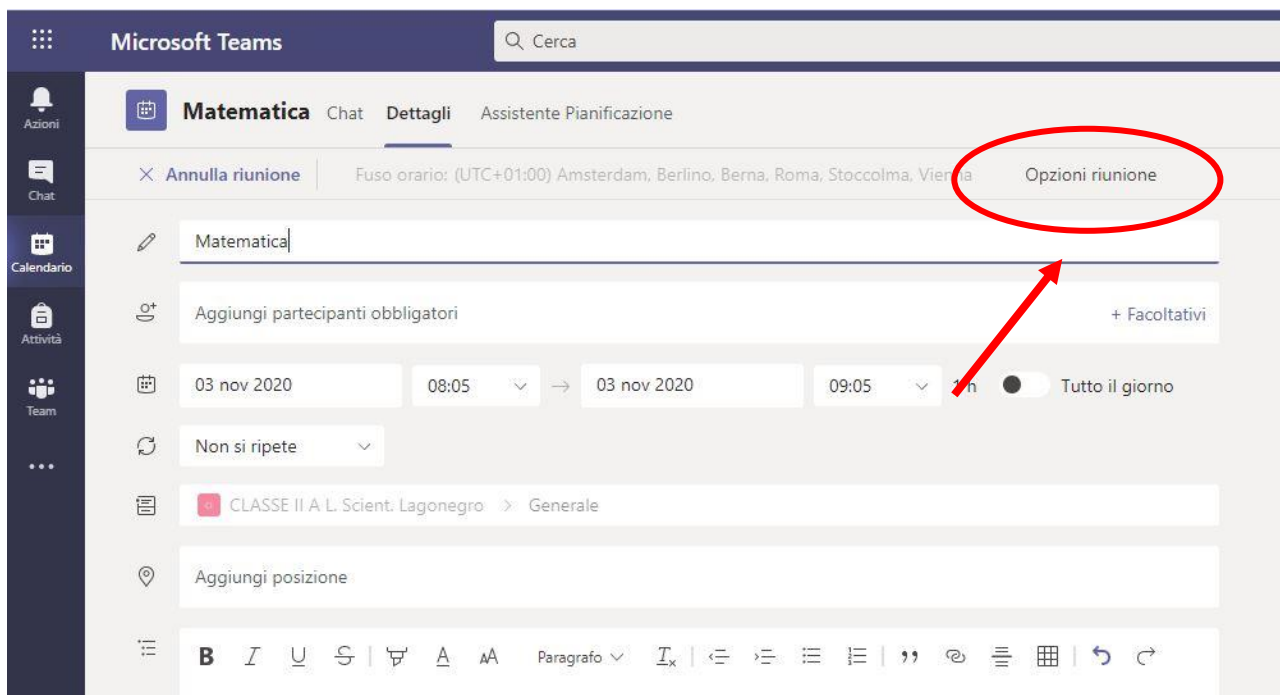 Microsoft Teams
Cerca
Azioni
Chat
Calendario
Attività
Team
Matematica Chat Dettagli Assistente Pianificazione
Annulla riunione Fuso orario: (UTC+01:00) Amsterdam, Berlino, Berna, Roma, Stoccolma, Vienna Opzioni riunione
Matematica
Aggiungi partecipanti obbligatori + Facoltativi
03 nov 2020 08:05 → 03 nov 2020 09:05 1 h Tutto il giorno
Non si ripete
CLASSE II A L. Scient. Lagonegro > Generale
Aggiungi posizione
B I U S A AA Paragrafo Ix